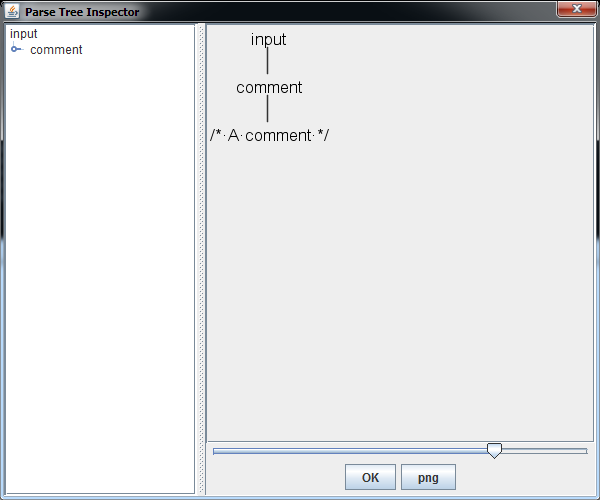 Parse Tree Inspector
input
comment
input
comment
/*·A·comment·*/
OK
png